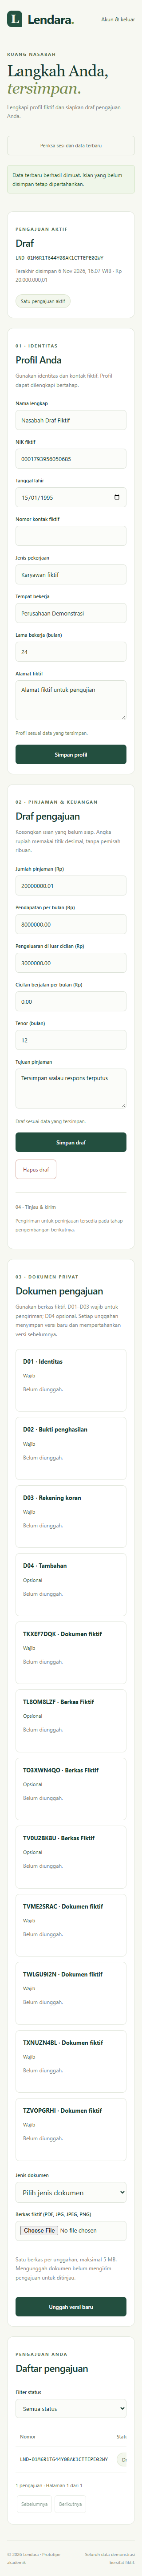 L Lendara.
Akun & keluar
RUANG NASABAH
Langkah Anda,
tersimpan.
Lengkapi profil fiktif dan siapkan draf pengajuan
Anda.
Periksa sesi dan data terbaru
Data terbaru berhasil dimuat. Isian yang belum
disimpan tetap dipertahankan.
PENGAJUAN AKTIF
Draf
Terakhir disimpan 6 Nov 2026, 16.07 WIB · Rp
20.000.000,01
Satu pengajuan aktif
01 · IDENTITAS
Profil Anda
Gunakan identitas dan kontak fiktif. Profil
dapat dilengkapi bertahap.
Nama lengkap
Nasabah Draf Fiktif
NIK fiktif
0001793956050685
Tanggal lahir
15/01/1995
Nomor kontak fiktif
Jenis pekerjaan
Karyawan fiktif
Tempat bekerja
Perusahaan Demonstrasi
Lama bekerja (bulan)
24
Alamat fiktif
Alamat fiktif untuk pengujian
Profil sesuai data yang tersimpan.
Simpan profil
02 · PINJAMAN & KEUANGAN
Draf pengajuan
Kosongkan isian yang belum siap. Angka
rupiah memakai titik desimal, tanpa pemisah
ribuan.
Jumlah pinjaman (Rp)
20000000.01
Pendapatan per bulan (Rp)
8000000.00
Pengeluaran di luar cicilan (Rp)
3000000.00
Cicilan berjalan per bulan (Rp)
0.00
Tenor (bulan)
12
Tujuan pinjaman
Tersimpan walau respons terputus
Draf sesuai data yang tersimpan.
Simpan draf
Hapus draf
04 · Tinjau & kirim
Pengiriman untuk peninjauan tersedia pada tahap
pengembangan berikutnya.
03 · DOKUMEN PRIVAT
Dokumen pengajuan
Gunakan berkas fiktif. D01–D03 wajib untuk
pengiriman; D04 opsional. Setiap unggahan
menyimpan versi baru dan mempertahankan
versi sebelumnya.
D01 · Identitas
Wajib
Belum diunggah.
D02 · Bukti penghasilan
Wajib
Belum diunggah.
D03 · Rekening koran
Wajib
Belum diunggah.
D04 · Tambahan
Opsional
Belum diunggah.
TKXEF7DQK · Dokumen fiktif
Wajib
Belum diunggah.
TL8OM8LZF · Berkas Fiktif
Opsional
Belum diunggah.
TO3XWN4QO · Berkas Fiktif
Opsional
Belum diunggah.
TV0U2BK8U · Berkas Fiktif
Opsional
Belum diunggah.
TVME2SRAC · Dokumen fiktif
Wajib
Belum diunggah.
TWLGU9I2N · Dokumen fiktif
Wajib
Belum diunggah.
TXNUZN4BL · Dokumen fiktif
Wajib
Belum diunggah.
TZVOPGRHI · Dokumen fiktif
Wajib
Belum diunggah.
Jenis dokumen
Pilih jenis dokumen
Berkas fiktif (PDF, JPG, JPEG, PNG)
Choose File No file chosen
Satu berkas per unggahan, maksimal 5 MB.
Mengunggah dokumen belum mengirim
pengajuan untuk ditinjau.
Unggah versi baru
PENGAJUAN ANDA
Daftar pengajuan
Filter status
Semua status
Nomor Stat
1 pengajuan · Halaman 1 dari 1
Sebelumnya Berikutnya
© 2026 Lendara · Prototipe
akademik
Seluruh data demonstrasi
bersifat fiktif.